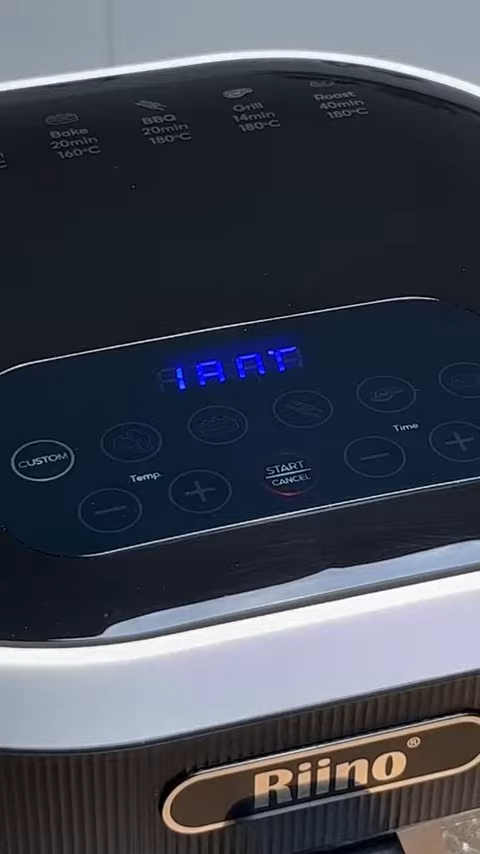 Bake
20min
160°C
BBQ
20min
180°C
Grill
14min
180°C
Roast
40min
180°C
CUSTOM
Temp
START
CANCEL
Time
Riino®